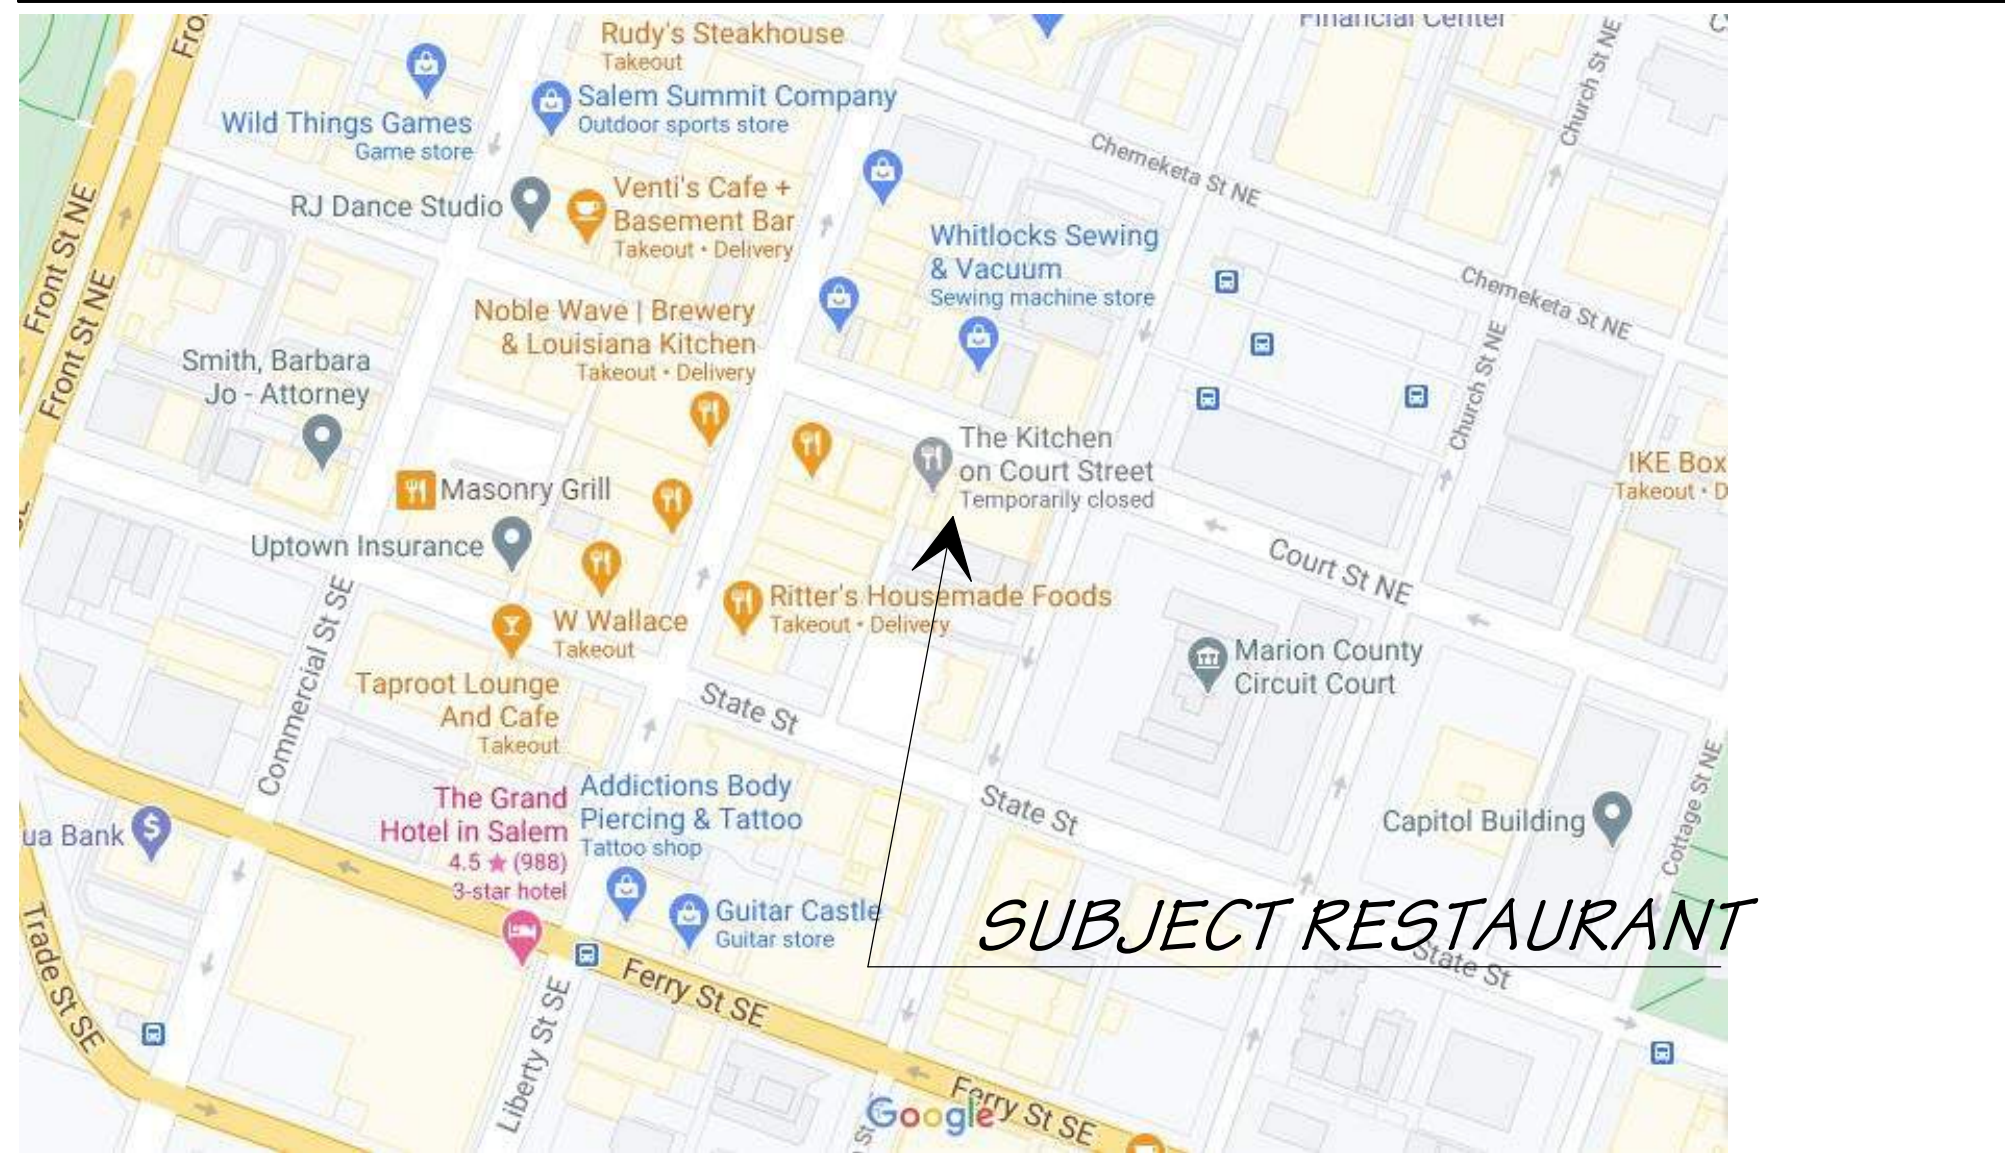 Financial Center
Church St NE
Rudy's Steakhouse
Takeout
Salem Summit Company
Outdoor sports store
Wild Things Games
Game store
Chemeketa St NE
RJ Dance Studio
Venti's Cafe +
Basement Bar
Takeout • Delivery
Front St NE
Front St NE
Whitlocks Sewing
& Vacuum
Sewing machine store
Chemeketa St NE
Noble Wave | Brewery
& Louisiana Kitchen
Takeout • Delivery
Smith, Barbara
Jo - Attorney
Church St NE
The Kitchen
on Court Street
Temporarily closed
IKE Box
Takeout • D
Masonry Grill
Uptown Insurance
Court St NE
Ritter's Housemade Foods
Takeout • Delivery
W Wallace
Takeout
Commercial St SE
Marion County
Circuit Court
Taproot Lounge
And Cafe
Takeout
State St
Addictions Body
Piercing & Tattoo
Tattoo shop
The Grand
Hotel in Salem
4.5 ★ (988)
3-star hotel
State St
Capitol Building
Cottage St NE
ua Bank
Guitar Castle
Guitar store
SUBJECT RESTAURANT
State St
Trade St SE
Ferry St SE
Liberty St SE
Ferry St SE
Google